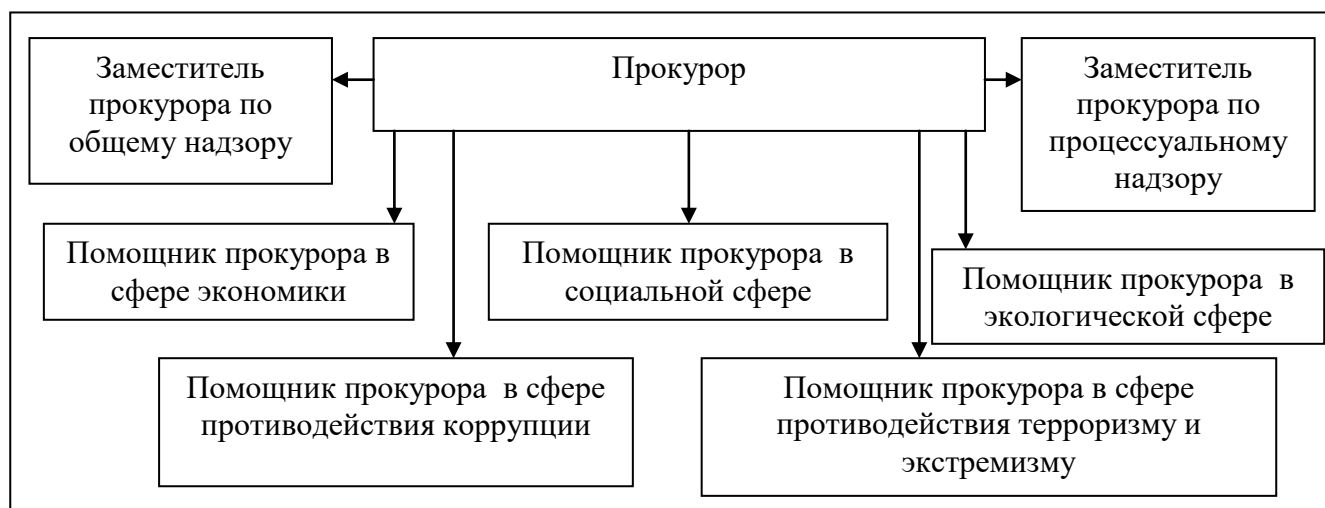 Заместитель
прокурора по
общему надзору
Прокурор
Заместитель
прокурора по
процессуальному
надзору
Помощник прокурора в
сфере экономики
Помощник прокурора в
социальной сфере
Помощник прокурора в
экологической сфере
Помощник прокурора в сфере
противодействия коррупции
Помощник прокурора в сфере
противодействия терроризму и
экстремизму